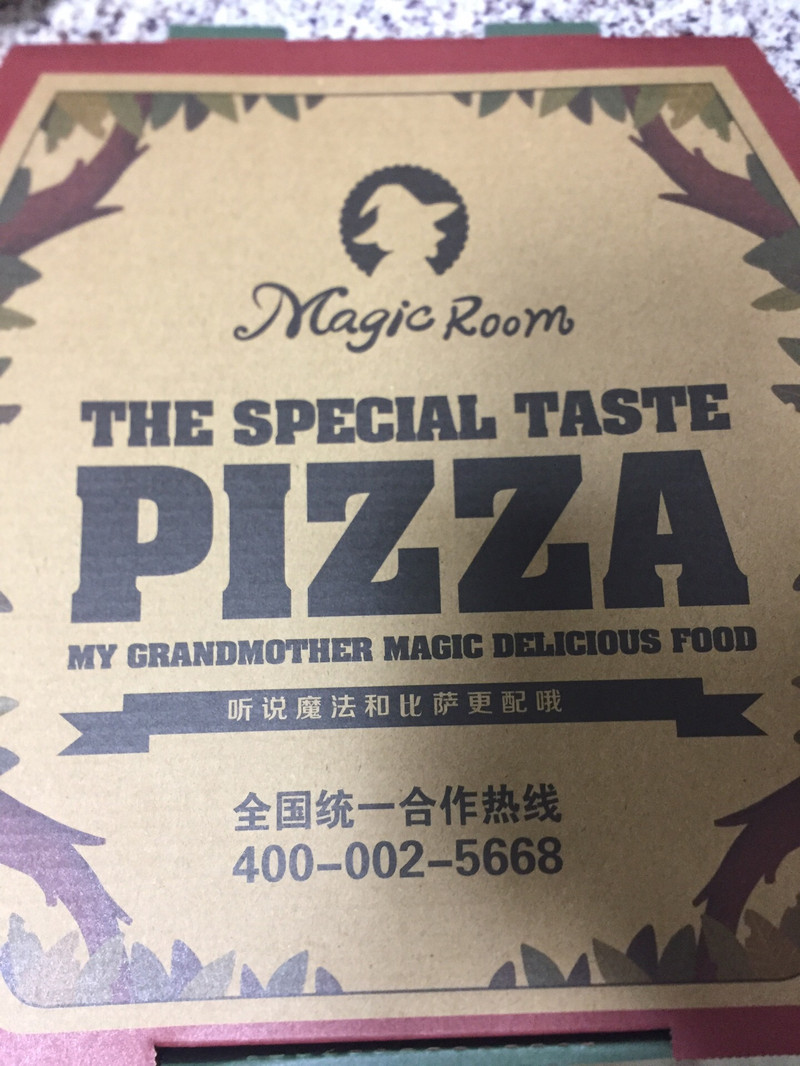 Magic Room
THE SPECIAL TASTE
PIZZA
MY GRANDMOTHER MAGIC DELICIOUS FOOD
听说魔法和比萨更配哦
全国统一合作热线
400-002-5668